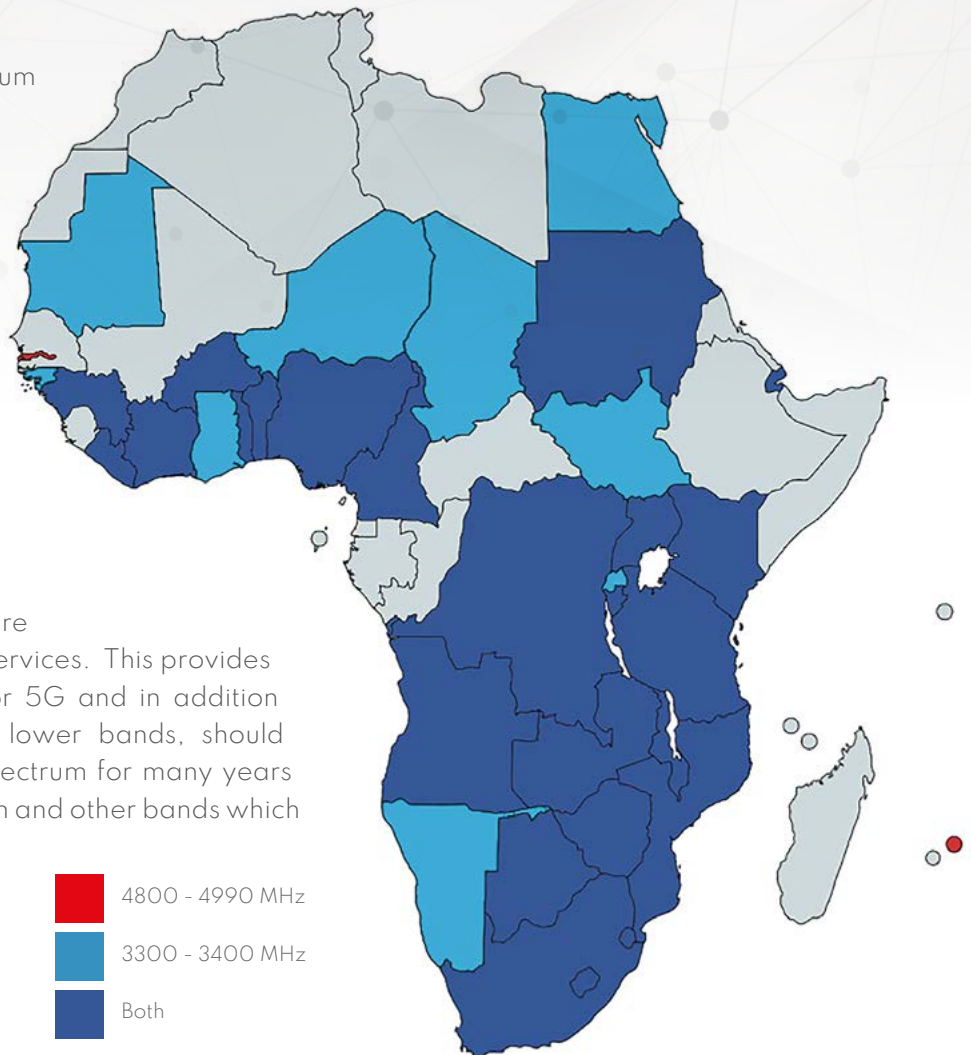 um
re
ervices. This provides
or 5G and in addition
lower bands, should
ectrum for many years
n and other bands which
4800 - 4990 MHz
3300 - 3400 MHz
Both